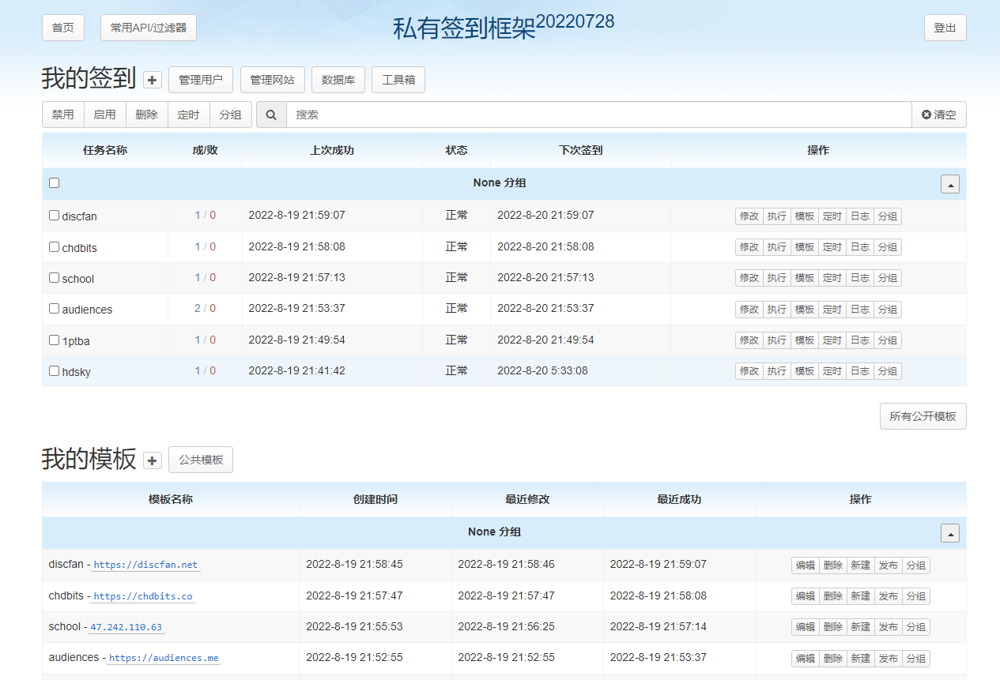 首页 常用API/过滤器 私有签到框架20220728 登出
我的签到 管理用户 管理网站 数据库 工具箱
禁用 启用 删除 定时 分组 搜索 清空
任务名称 成/败 上次成功 状态 下次签到 操作
None 分组
discfan 1 / 0 2022-8-19 21:59:07 正常 2022-8-20 21:59:07 修改 执行 模板 定时 日志 分组
chdbits 1 / 0 2022-8-19 21:58:08 正常 2022-8-20 21:58:08 修改 执行 模板 定时 日志 分组
school 1 / 0 2022-8-19 21:57:13 正常 2022-8-20 21:57:13 修改 执行 模板 定时 日志 分组
audiences 2 / 0 2022-8-19 21:53:37 正常 2022-8-20 21:53:37 修改 执行 模板 定时 日志 分组
1ptba 1 / 0 2022-8-19 21:49:54 正常 2022-8-20 21:49:54 修改 执行 模板 定时 日志 分组
hdsky 1 / 0 2022-8-19 21:41:42 正常 2022-8-20 5:33:08 修改 执行 模板 定时 日志 分组
所有公开模板
我的模板 公共模板
模板名称 创建时间 最近修改 最近成功 操作
None 分组
discfan - https://discfan.net 2022-8-19 21:58:45 2022-8-19 21:58:46 2022-8-19 21:59:07 编辑 删除 新建 发布 分组
chdbits - https://chdbits.co 2022-8-19 21:57:47 2022-8-19 21:57:47 2022-8-19 21:58:08 编辑 删除 新建 发布 分组
school - 47.242.110.63 2022-8-19 21:55:53 2022-8-19 21:56:25 2022-8-19 21:57:14 编辑 删除 新建 发布 分组
audiences - https://audiences.me 2022-8-19 21:52:55 2022-8-19 21:52:55 2022-8-19 21:53:37 编辑 删除 新建 发布 分组